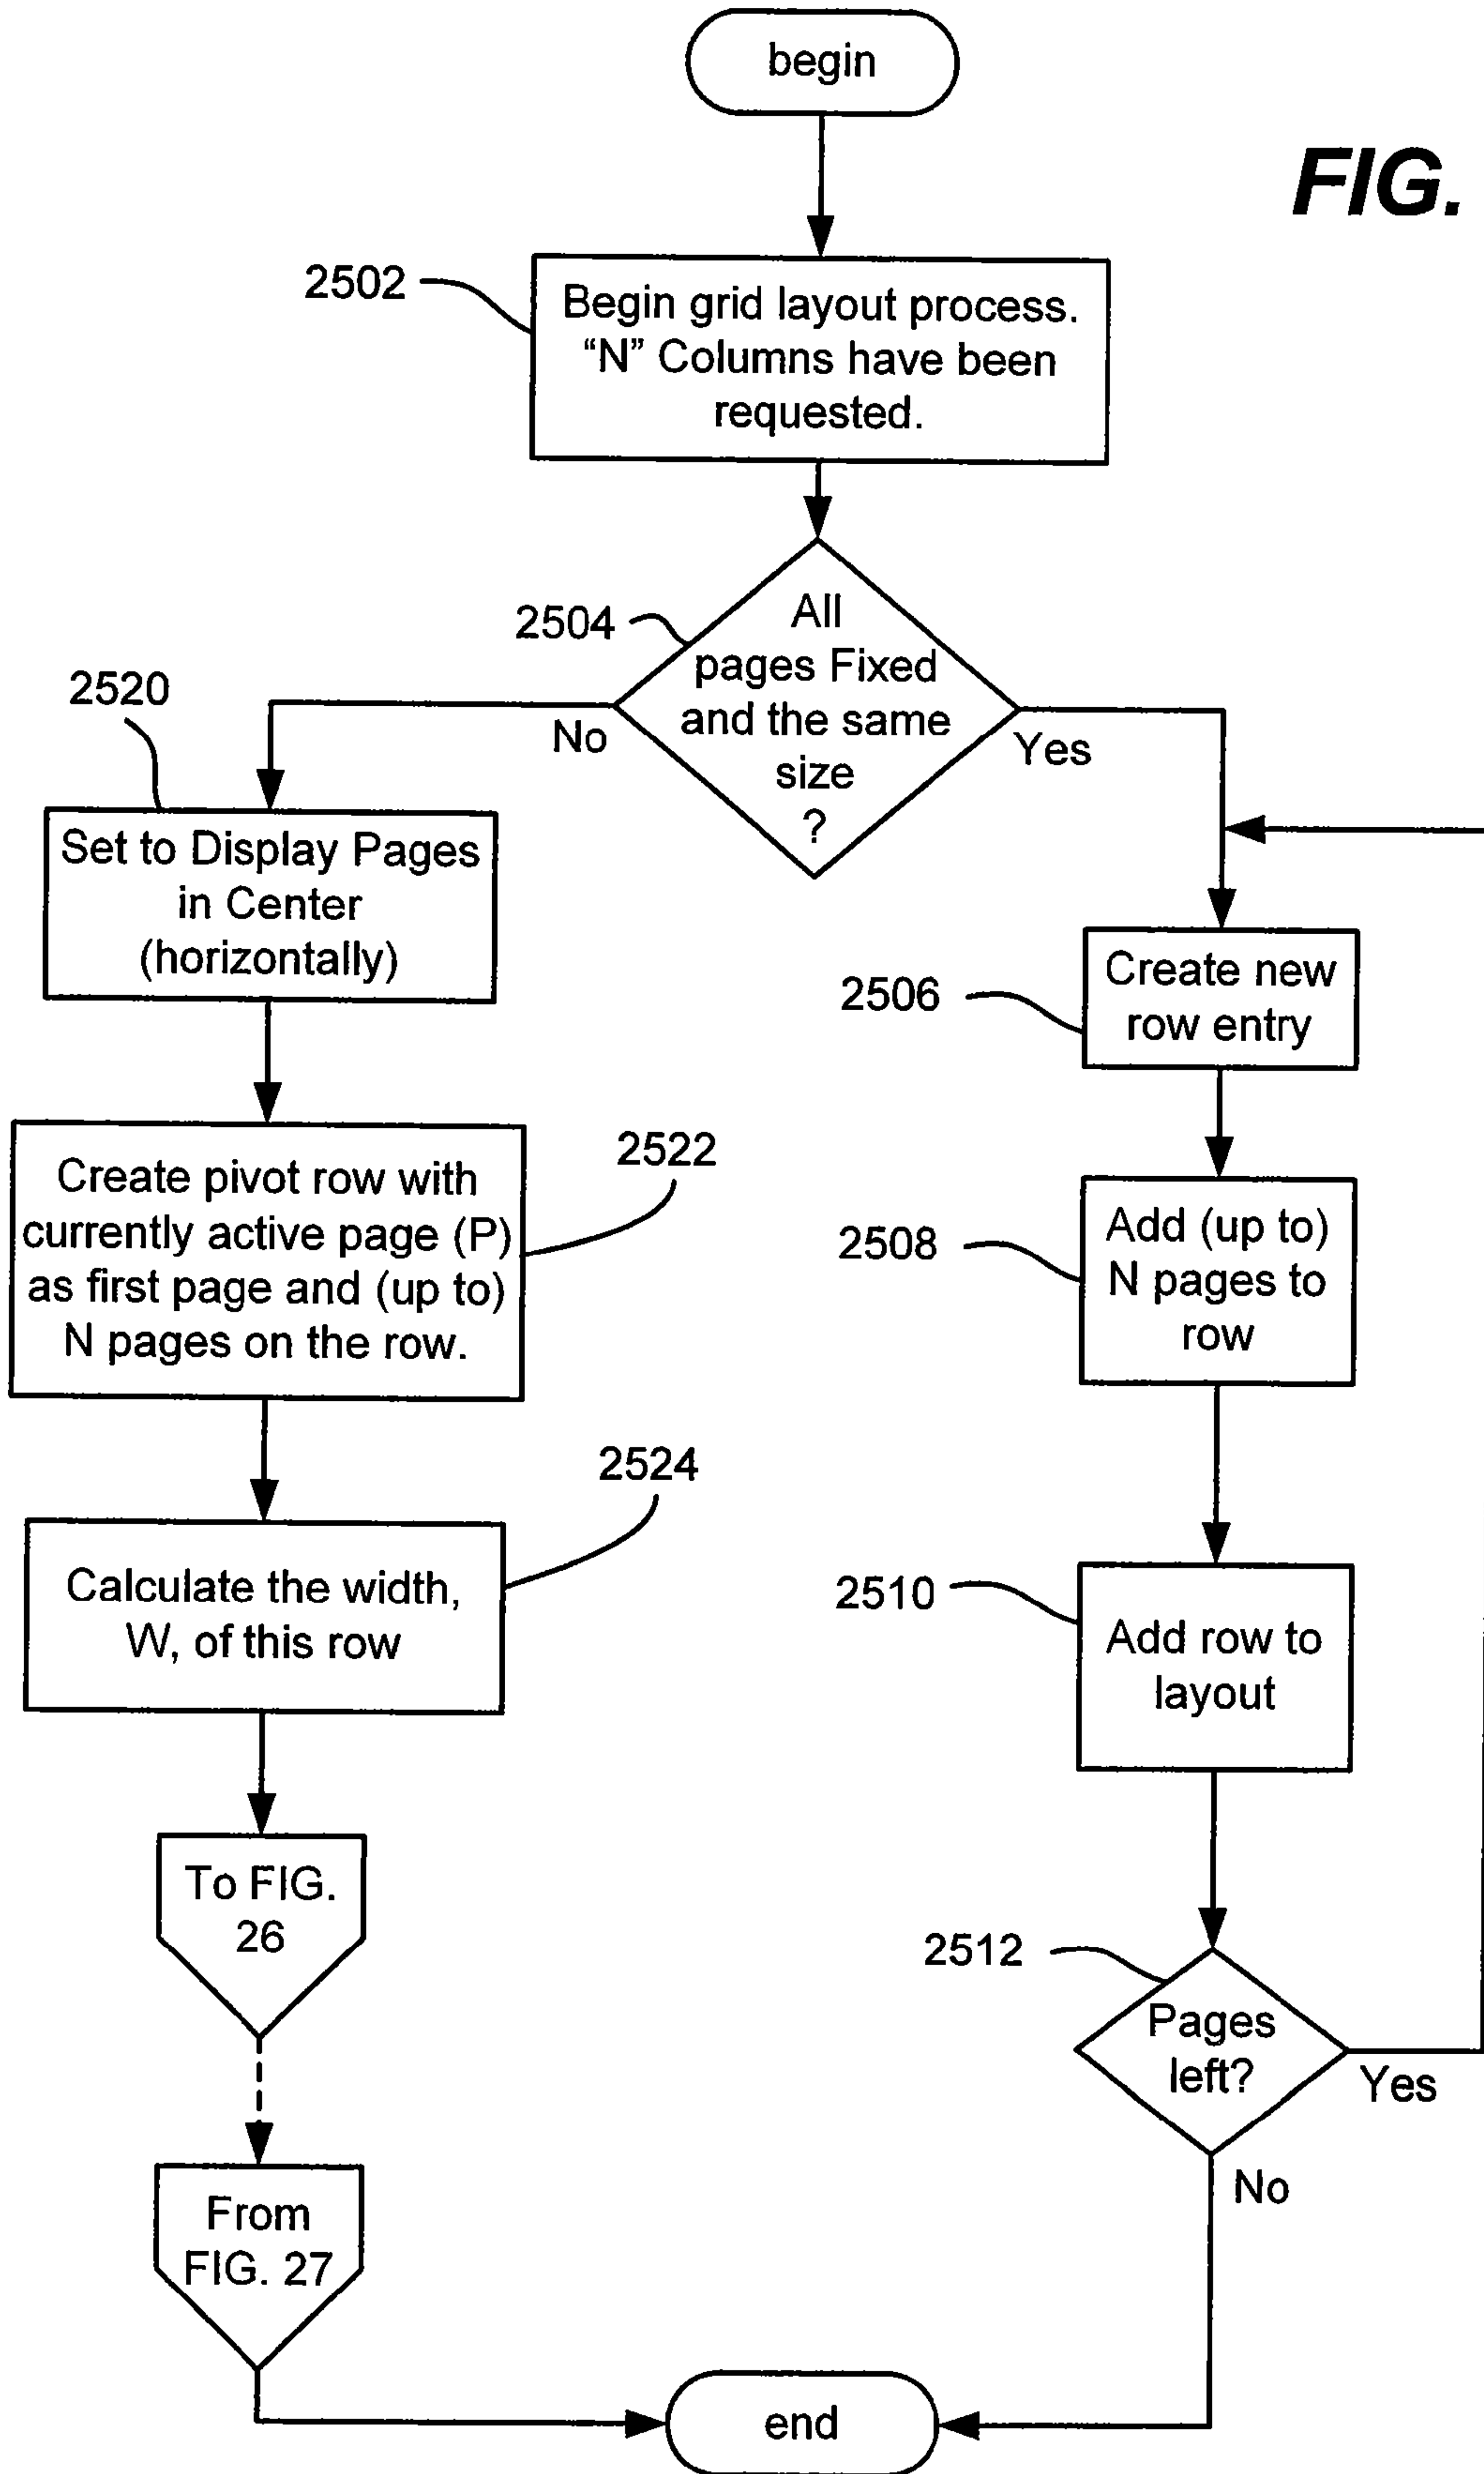 begin
FIG.
2502
Begin grid layout process.
“N” Columns have been
requested.
2504
All
pages Fixed
and the same
size
?
No
Yes
2520
Set to Display Pages
in Center
(horizontally)
2506
Create new
row entry
2522
Create pivot row with
currently active page (P)
as first page and (up to)
N pages on the row.
2508
Add (up to)
N pages to
row
2524
Calculate the width,
W, of this row
2510
Add row to
layout
To FIG.
26
2512
Pages
left?
Yes
No
From
FIG. 27
end